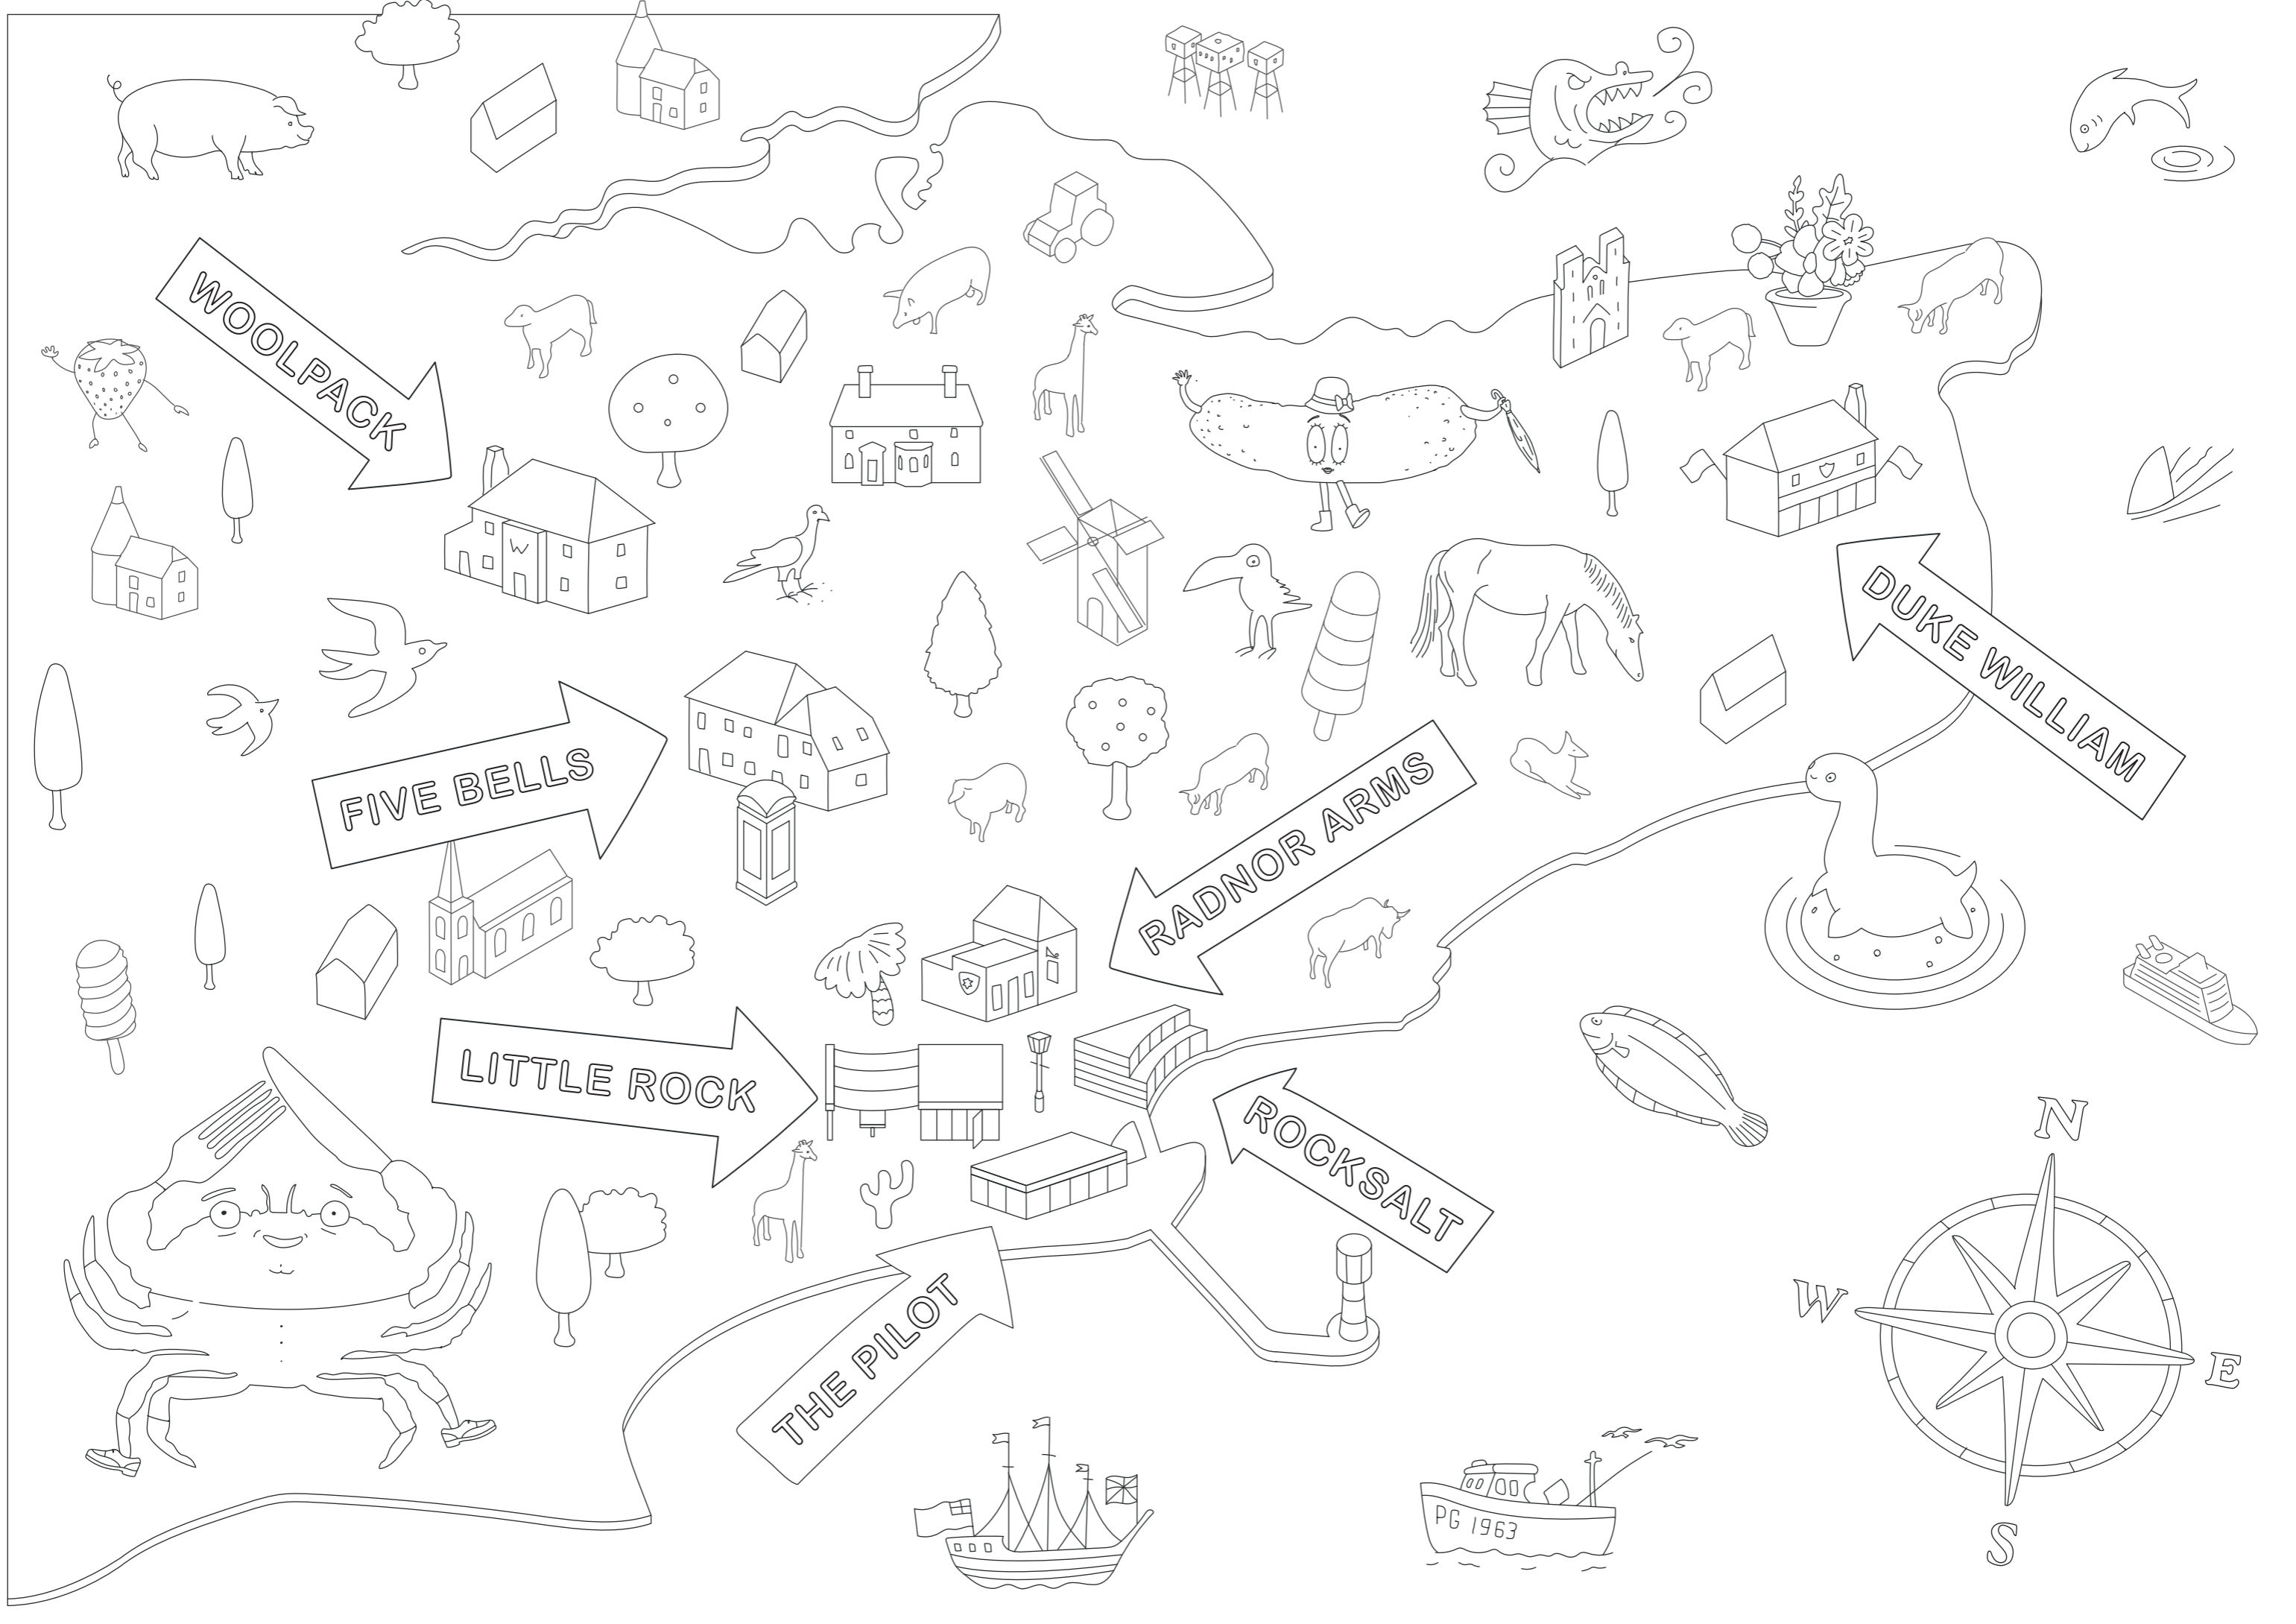 WOOLPACK
W
DUKE WILLIAM
FIVE BELLS
RADNOR ARMS
LITTLE ROCK
ROCKSALT
THE PILOT
N
W
E
S
PG 1963